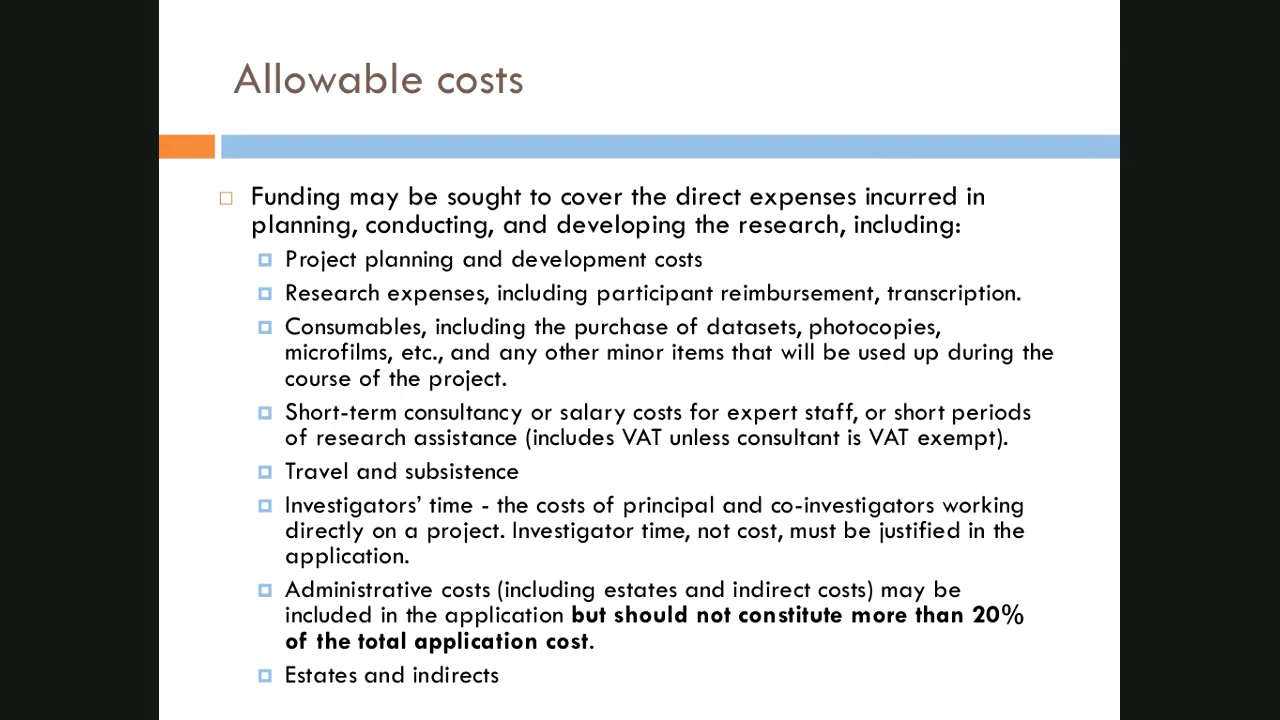 Allowable costs
Funding may be sought to cover the direct expenses incurred in
planning, conducting, and developing the research, including:
Project planning and development costs
Research expenses, including participant reimbursement, transcription.
Consumables, including the purchase of datasets, photocopies,
microfilms, etc., and any other minor items that will be used up during the
course of the project.
Short-term consultancy or salary costs for expert staff, or short periods
of research assistance (includes VAT unless consultant is VAT exempt).
Travel and subsistence
Investigators’ time - the costs of principal and co-investigators working
directly on a project. Investigator time, not cost, must be justified in the
application.
Administrative costs (including estates and indirect costs) may be
included in the application but should not constitute more than 20%
of the total application cost.
Estates and indirects